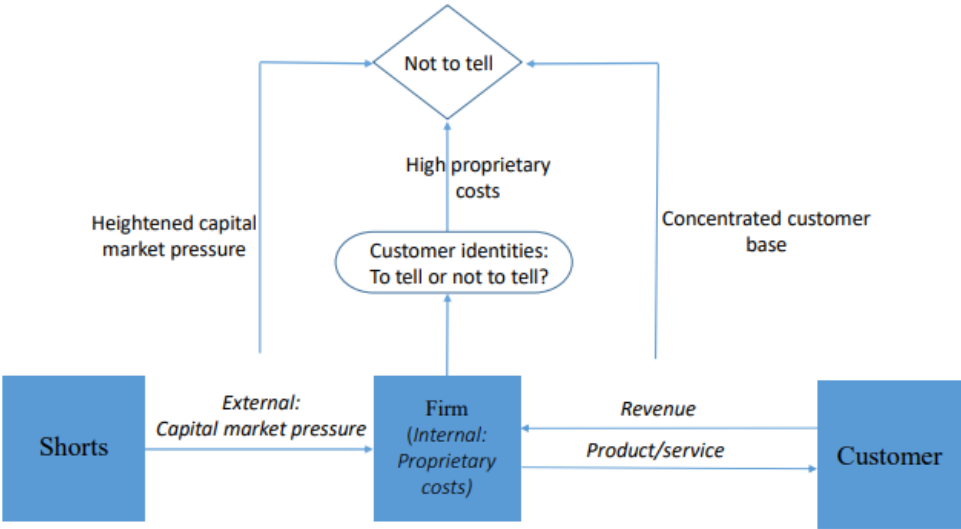 Not to tell
High proprietary
costs
Heightened capital
market pressure
Concentrated customer
base
Customer identities:
To tell or not to tell?
Shorts
External:
Capital market pressure
Firm
(Internal:
Proprietary
costs)
Revenue
Product/service
Customer